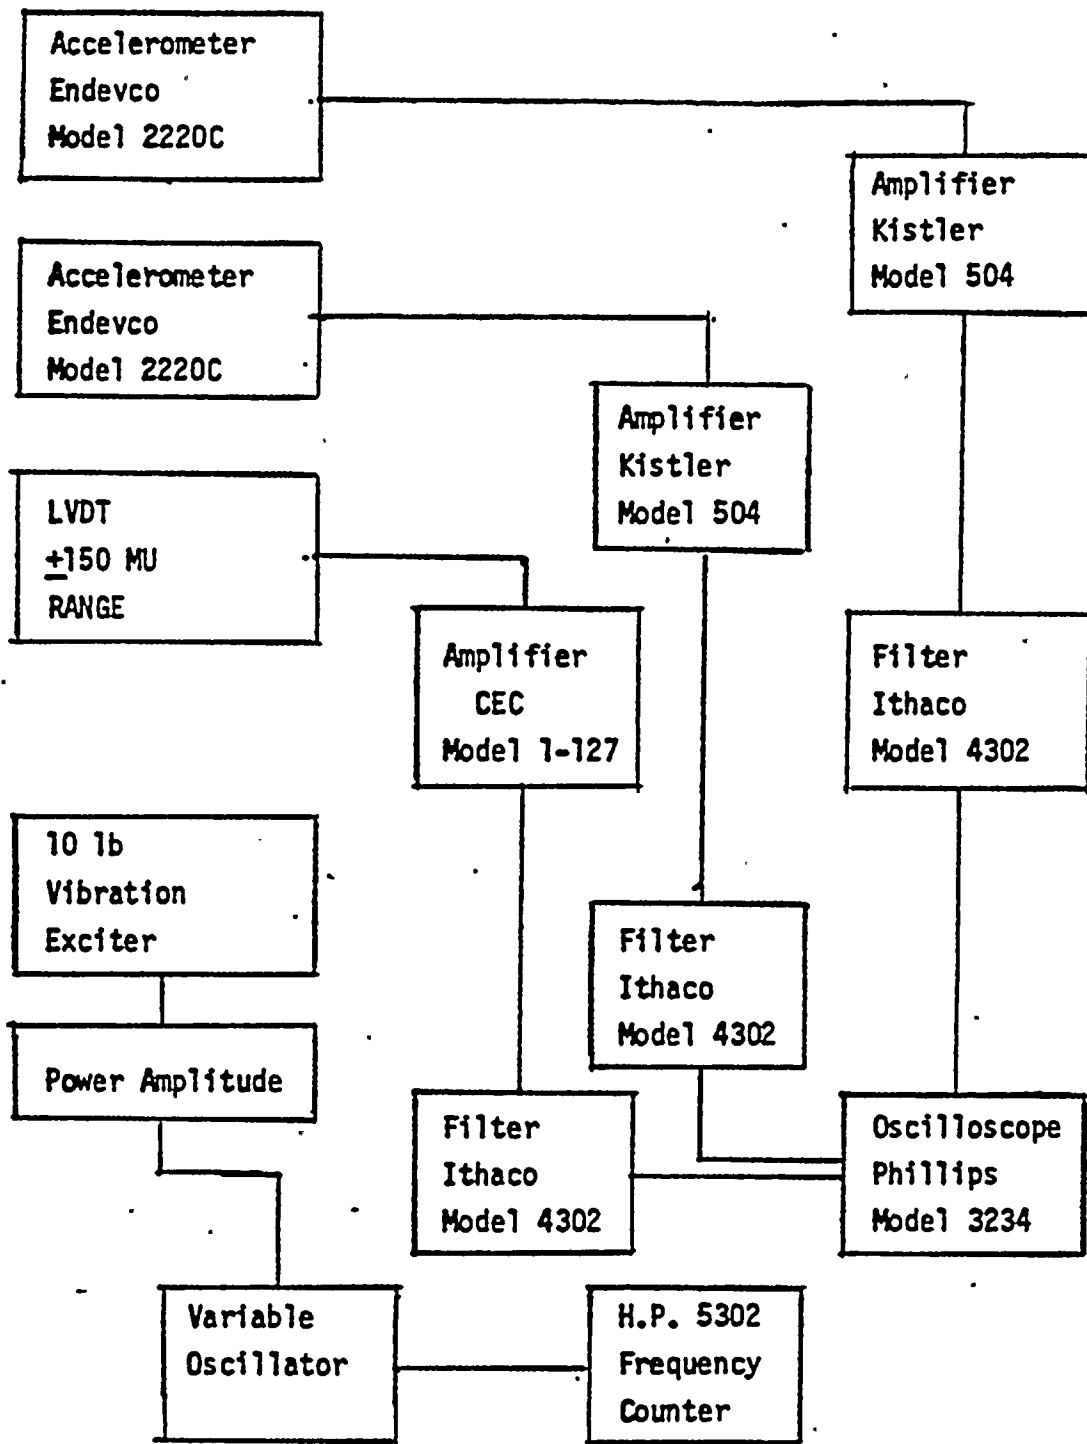 Accelerometer
Endevco
Model 2220C
Amplifier
Kistler
Model 504
Accelerometer
Endevco
Model 2220C
Amplifier
Kistler
Model 504
LVDT
±150 MU
RANGE
Amplifier
CEC
Model 1-127
Filter
Ithaco
Model 4302
10 lb
Vibration
Exciter
Filter
Ithaco
Model 4302
Power Amplitude
Filter
Ithaco
Model 4302
Oscilloscope
Phillips
Model 3234
Variable
Oscillator
H.P. 5302
Frequency
Counter